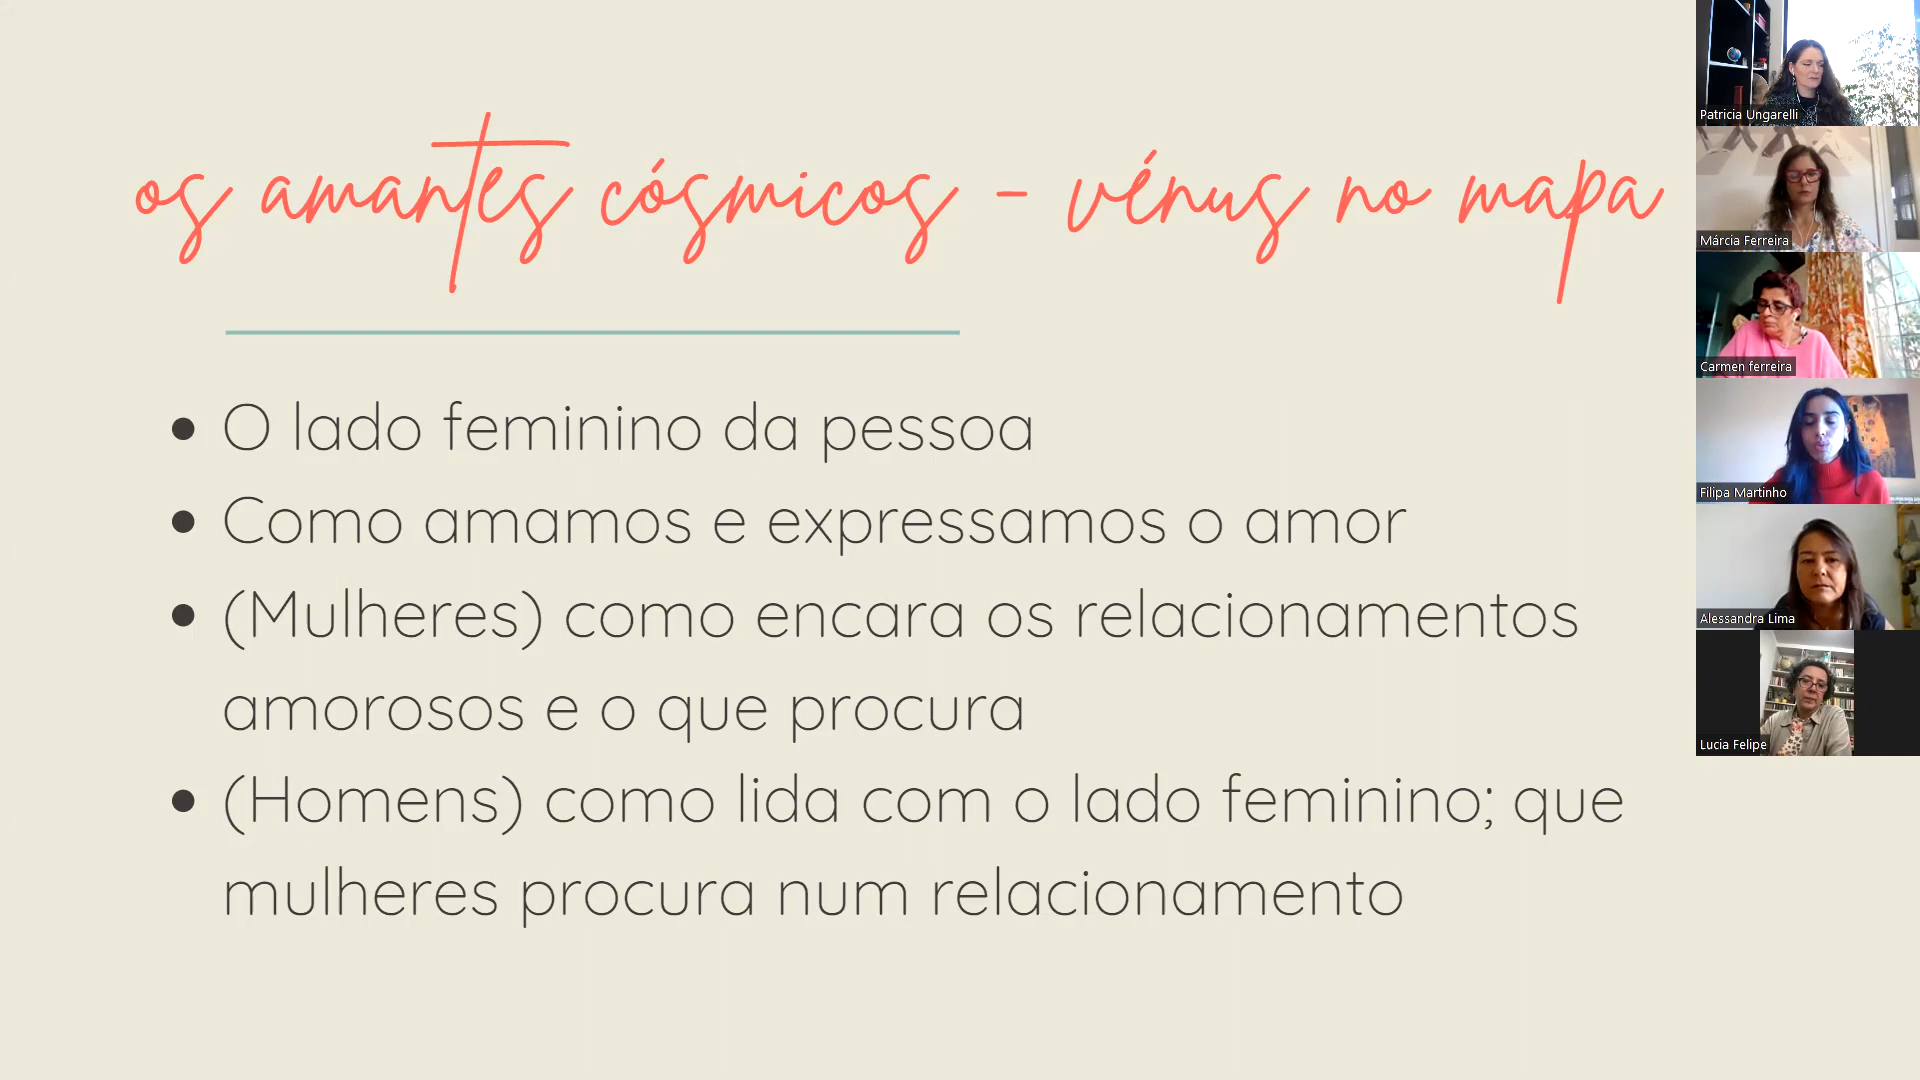 os amantes cósmicos - vénus no mapa
• O lado feminino da pessoa
• Como amamos e expressamos o amor
• (Mulheres) como encara os relacionamentos
amorosos e o que procura
• (Homens) como lida com o lado feminino; que
mulheres procura num relacionamento
Patricia Ungarelli
Márcia Ferreira
Carmen ferreira
Filipa Martinho
Alessandra Lima
Lucia Felipe